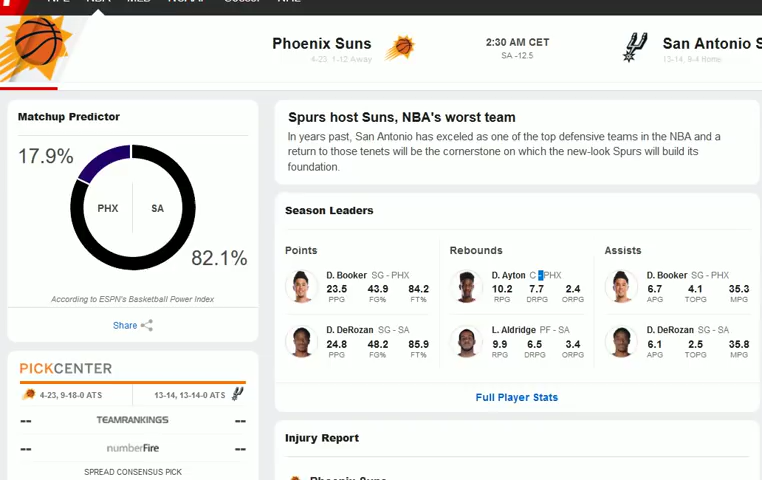 NBA
Soccer
NHL
Phoenix Suns
4-23, 1-12 Away
2:30 AM CET
SA -12.5
San Antonio S
13-14, 9-4 Home
Matchup Predictor
17.9%
PHX
SA
82.1%
According to ESPN's Basketball Power Index
Share
PICKCENTER
4-23, 9-18-0 ATS
13-14, 13-14-0 ATS
-- TEAMRANKINGS --
-- numberFire --
SPREAD CONSENSUS PICK
Spurs host Suns, NBA's worst team
In years past, San Antonio has exceled as one of the top defensive teams in the NBA and a
return to those tenets will be the cornerstone on which the new-look Spurs will build its
foundation.
Season Leaders
Points
D. Booker SG - PHX
23.5 43.9 84.2
PPG FG% FT%
D. DeRozan SG - SA
24.8 48.2 85.9
PPG FG% FT%
Rebounds
D. Ayton C - PHX
10.2 7.7 2.4
RPG DRPG ORPG
L. Aldridge PF - SA
9.9 6.5 3.4
RPG DRPG ORPG
Assists
D. Booker SG - PHX
6.7 4.1 35.3
APG TOPG MPG
D. DeRozan SG - SA
6.1 2.5 35.8
APG TOPG MPG
Full Player Stats
Injury Report
Phoenix Suns